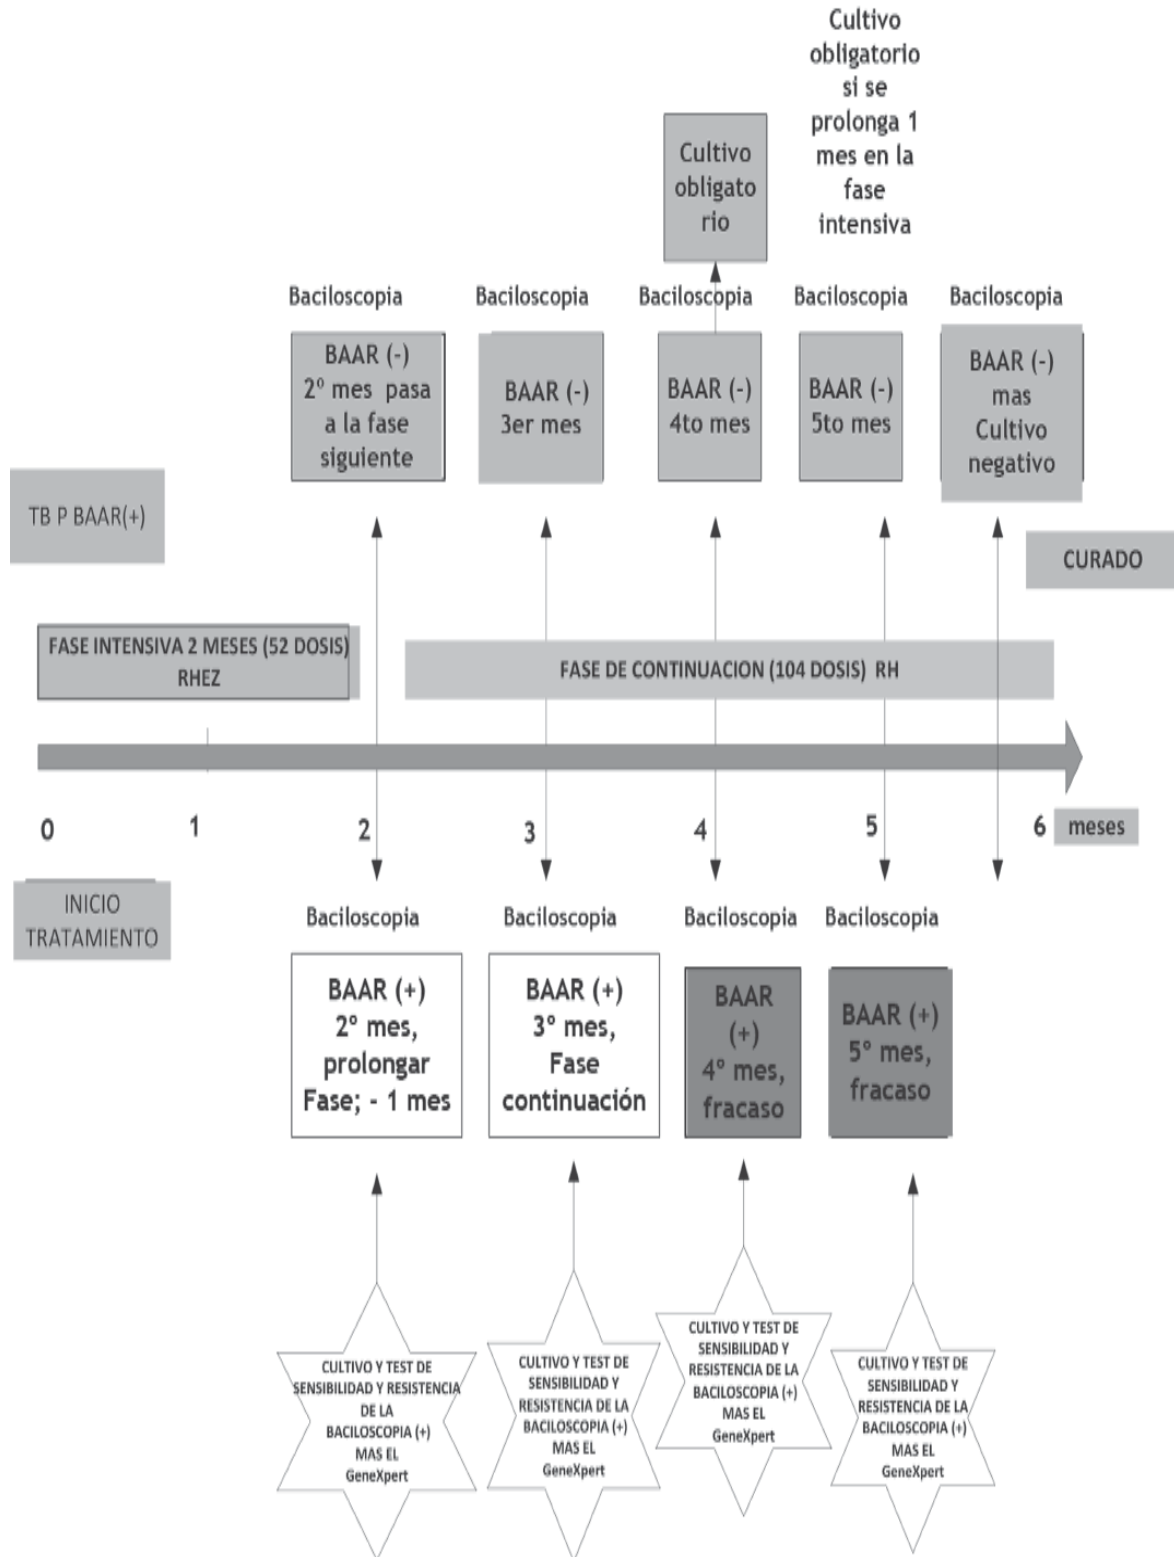 Cultivo
obligatorio
si se
prolonga 1
mes en la
fase
intensiva
Cultivo
obligato
rio
Baciloscopia
Baciloscopia
Baciloscopia
Baciloscopia
Baciloscopia
BAAR (-)
2º mes pasa
a la fase
siguiente
BAAR (-)
3er mes
BAAR (-)
4to mes
BAAR (-)
5to mes
BAAR (-)
mas
Cultivo
negativo
TB P BAAR(+)
CURADO
FASE INTENSIVA 2 MESES (52 DOSIS)
RHEZ
FASE DE CONTINUACION (104 DOSIS) RH
0
1
2
3
4
5
6
meses
INICIO
TRATAMIENTO
Baciloscopia
Baciloscopia
Baciloscopia
Baciloscopia
BAAR (+)
2° mes,
prolongar
Fase; - 1 mes
BAAR (+)
3° mes,
Fase
continuación
BAAR
(+)
4° mes,
fracaso
BAAR (+)
5° mes,
fracaso
CULTIVO Y TEST DE
SENSIBILIDAD Y RESISTENCIA
DE LA
BACILOSCOPIA (+)
MAS EL
GeneXpert
CULTIVO Y TEST DE
SENSIBILIDAD Y
RESISTENCIA DE LA
BACILOSCOPIA (+)
MAS EL
GeneXpert
CULTIVO Y TEST DE
SENSIBILIDAD Y
RESISTENCIA DE LA
BACILOSCOPIA (+)
MAS EL
GeneXpert
CULTIVO Y TEST DE
SENSIBILIDAD Y
RESISTENCIA DE LA
BACILOSCOPIA (+)
MAS EL
GeneXpert